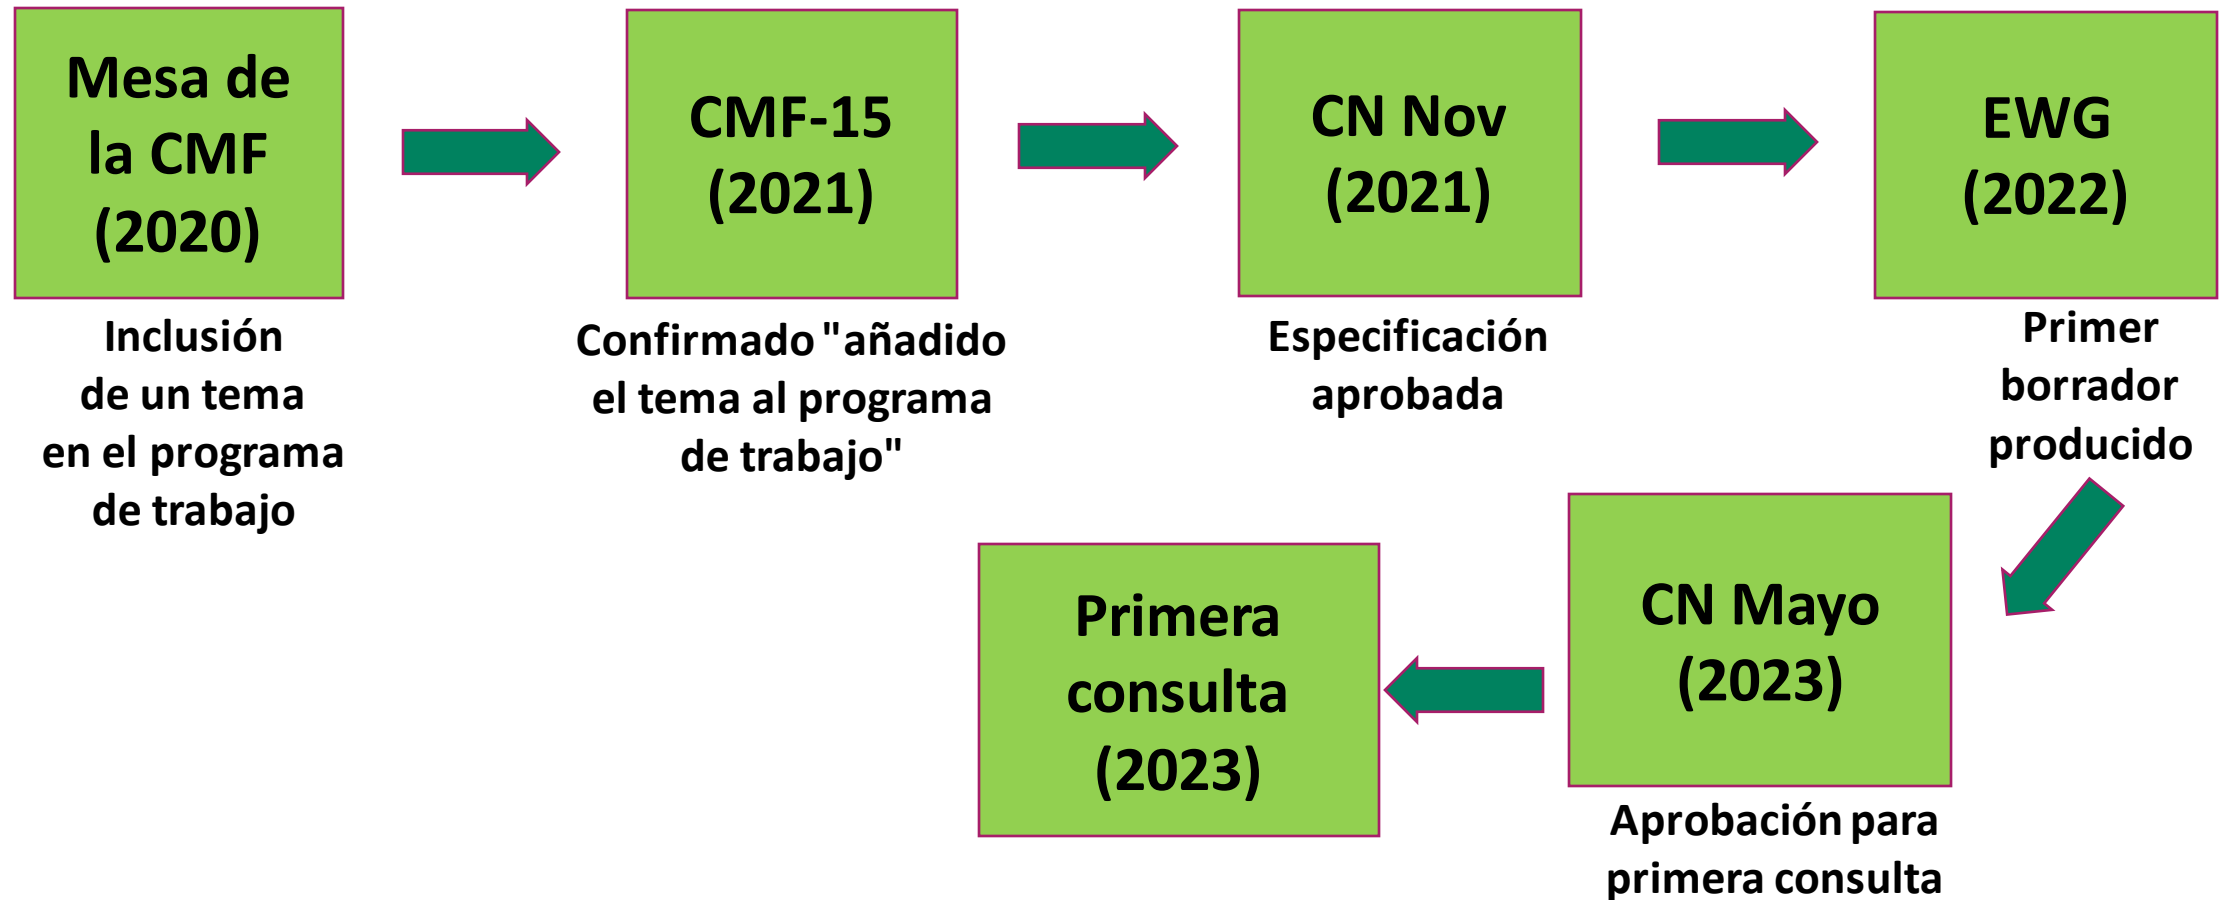 Mesa de
la CMF
(2020)
Inclusión
de un tema
en el programa
de trabajo
CMF-15
(2021)
Confirmado "añadido
el tema al programa
de trabajo"
CN Nov
(2021)
Especificación
aprobada
EWG
(2022)
Primer
borrador
producido
CN Mayo
(2023)
Aprobación para
primera consulta
Primera
consulta
(2023)